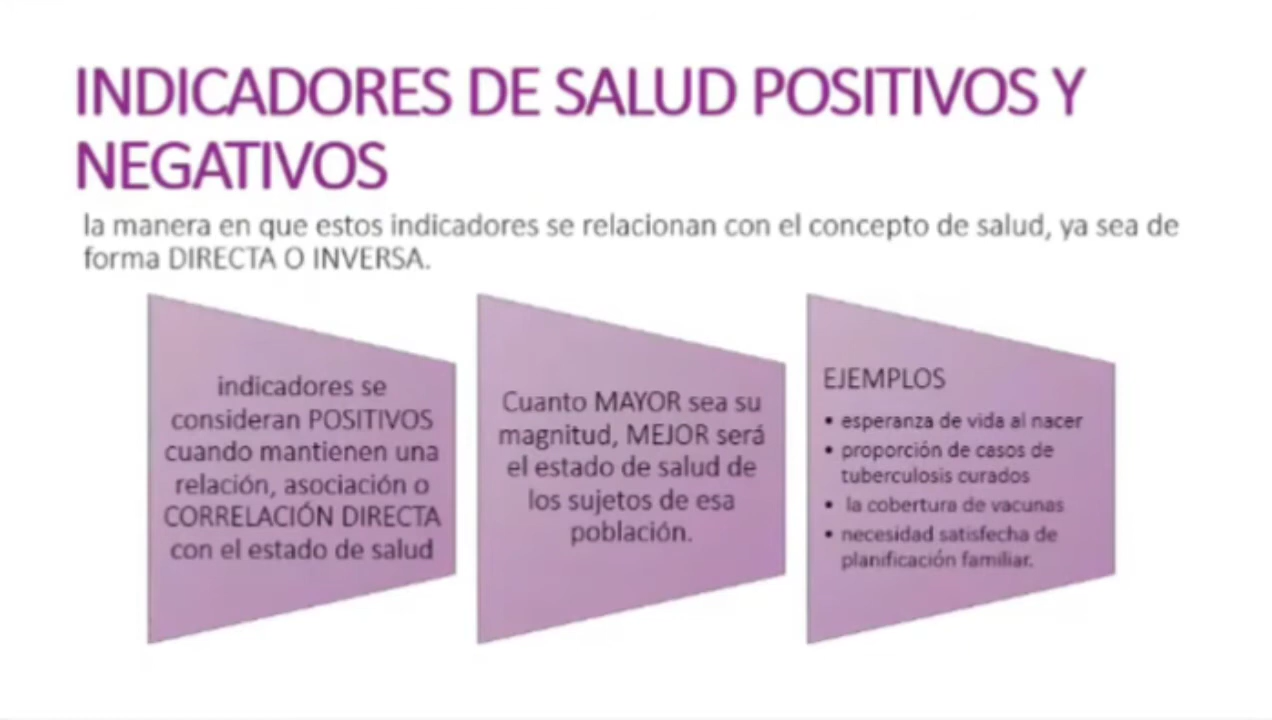 INDICADORES DE SALUD POSITIVOS Y
NEGATIVOS
la manera en que estos indicadores se relacionan con el concepto de salud, ya sea de
forma DIRECTA O INVERSA.
indicadores se
consideran POSITIVOS
cuando mantienen una
relación, asociación o
CORRELACIÓN DIRECTA
con el estado de salud
Cuanto MAYOR sea su
magnitud, MEJOR será
el estado de salud de
los sujetos de esa
población.
EJEMPLOS
• esperanza de vida al nacer
• proporción de casos de
tuberculosis curados
• la cobertura de vacunas
• necesidad satisfecha de
planificación familiar.